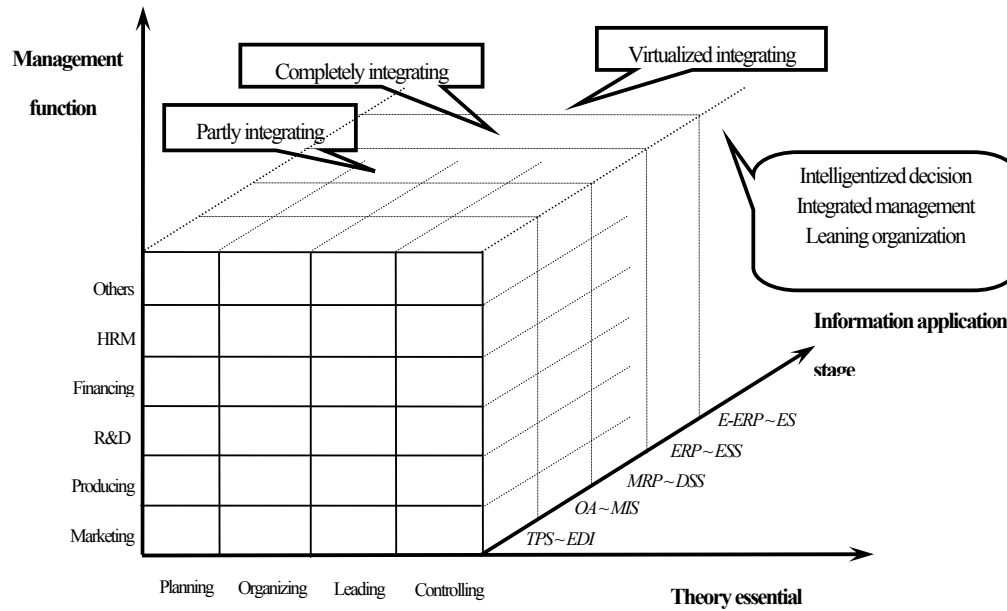 Management
function
Virtualized integrating
Completely integrating
Partly integrating
Intelligentized decision
Integrated management
Leaning organization
Others
HRM
Financing
R&D
Producing
Marketing
Information application
stage
E-ERP ~ ES
ERP ~ ESS
MRP ~ DSS
OA ~ MIS
TPS ~ EDI
Planning Organizing Leading Controlling
Theory essential